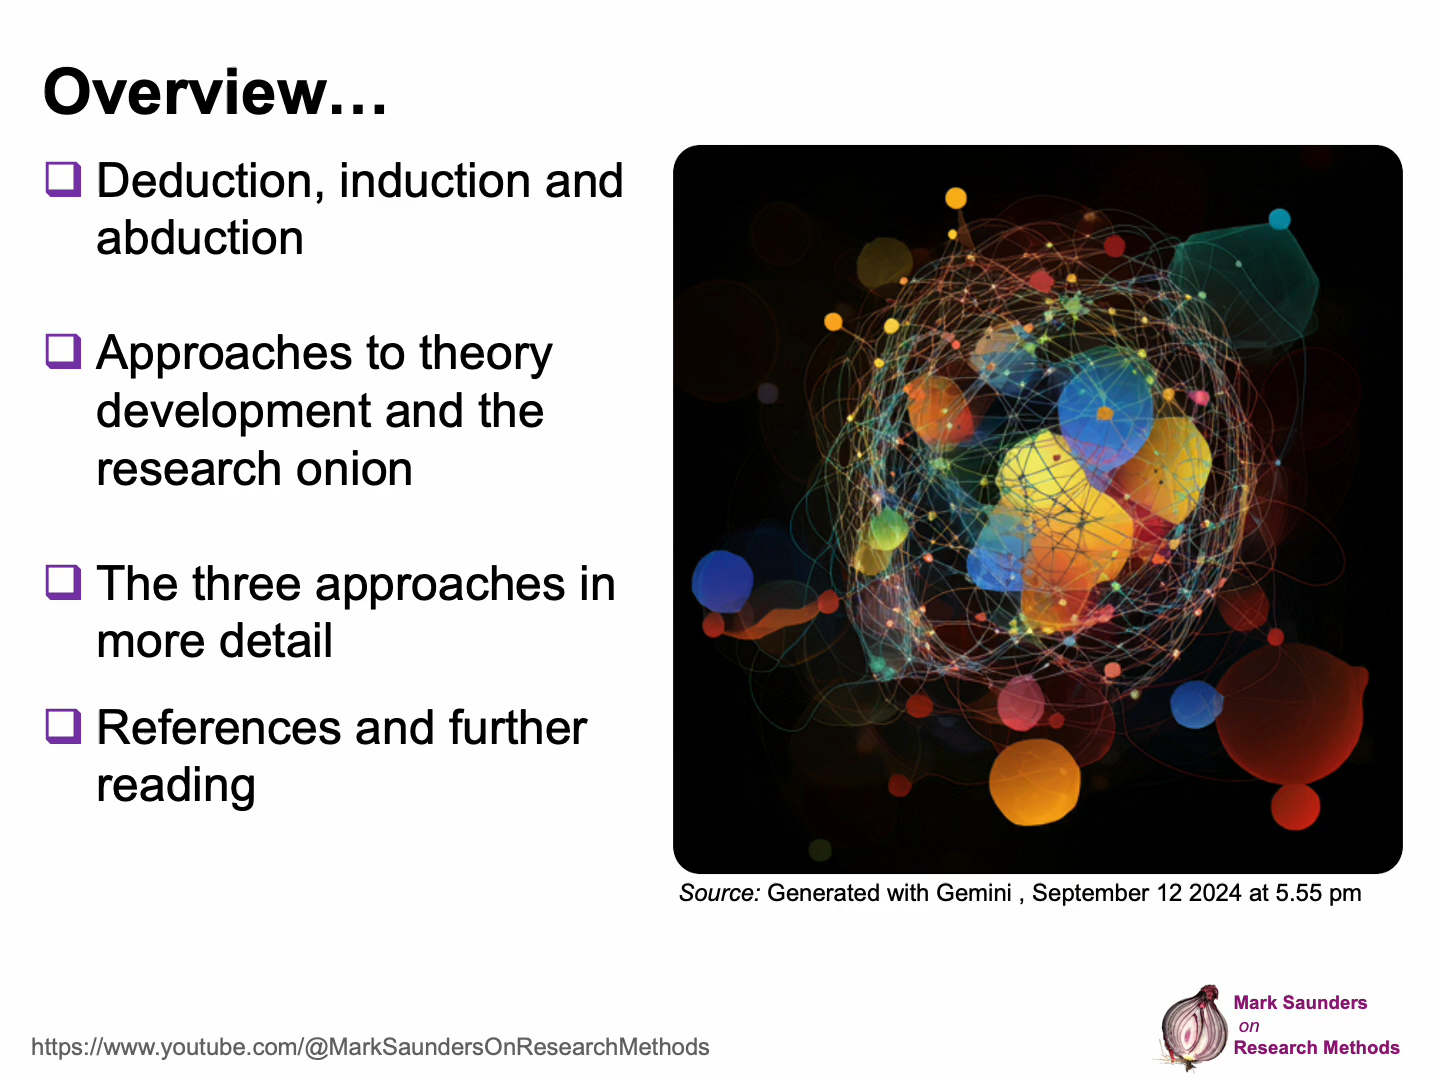 Overview…
Deduction, induction and
abduction
Approaches to theory
development and the
research onion
The three approaches in
more detail
References and further
reading
Source: Generated with Gemini , September 12 2024 at 5.55 pm
https://www.youtube.com/@MarkSaundersOnResearchMethods
Mark Saunders
on
Research Methods